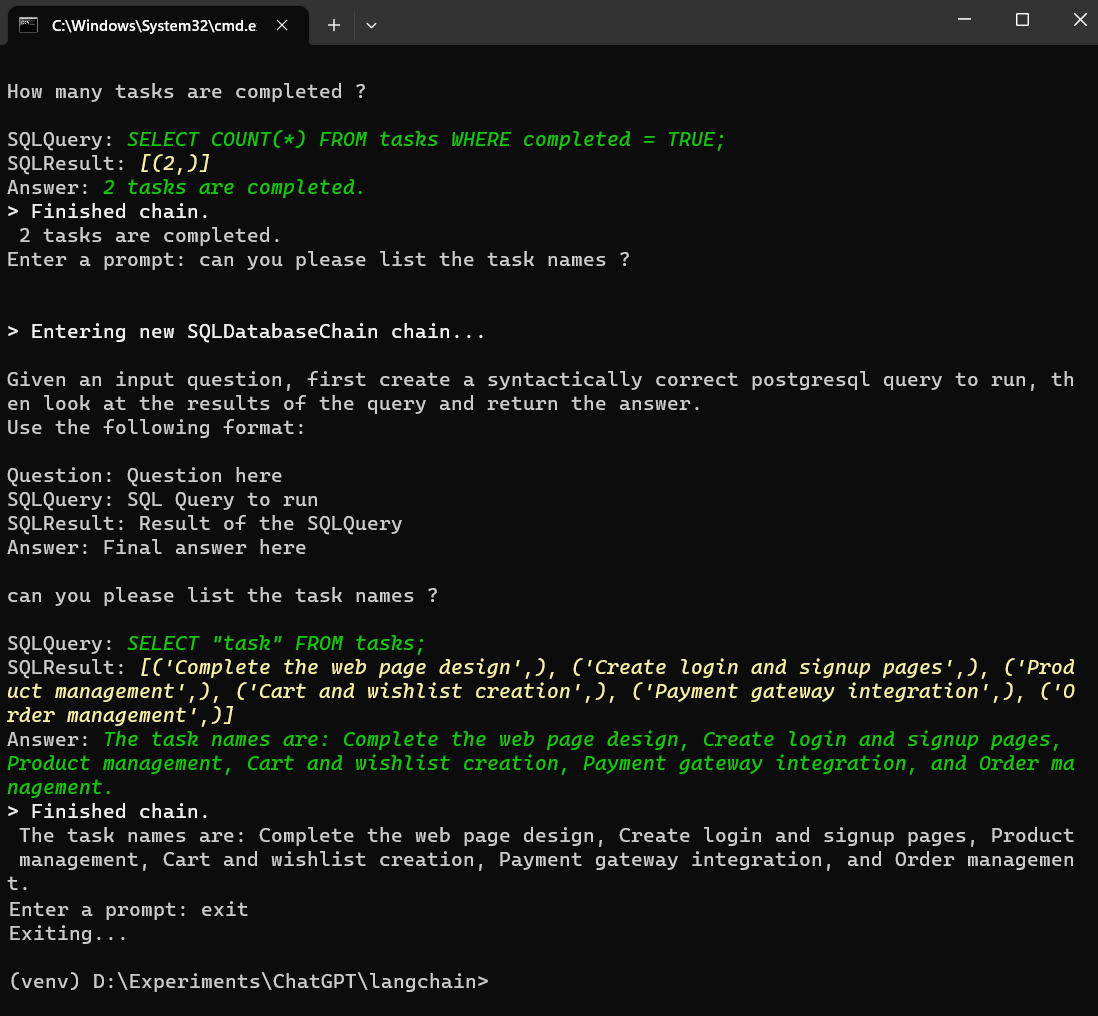 C:\Windows\System32\cmd.e
How many tasks are completed ?
SQLQuery: SELECT COUNT(*) FROM tasks WHERE completed = TRUE;
SQLResult: [(2,)]
Answer: 2 tasks are completed.
> Finished chain.
 2 tasks are completed.
Enter a prompt: can you please list the task names ?
> Entering new SQLDatabaseChain chain...
Given an input question, first create a syntactically correct postgresql query to run, th
en look at the results of the query and return the answer.
Use the following format:
Question: Question here
SQLQuery: SQL Query to run
SQLResult: Result of the SQLQuery
Answer: Final answer here
can you please list the task names ?
SQLQuery: SELECT "task" FROM tasks;
SQLResult: [('Complete the web page design',), ('Create login and signup pages',), ('Prod
uct management',), ('Cart and wishlist creation',), ('Payment gateway integration',), ('O
rder management',)]
Answer: The task names are: Complete the web page design, Create login and signup pages,
Product management, Cart and wishlist creation, Payment gateway integration, and Order ma
nagement.
> Finished chain.
 The task names are: Complete the web page design, Create login and signup pages, Product
 management, Cart and wishlist creation, Payment gateway integration, and Order managemen
t.
Enter a prompt: exit
Exiting...
(venv) D:\Experiments\ChatGPT\langchain>